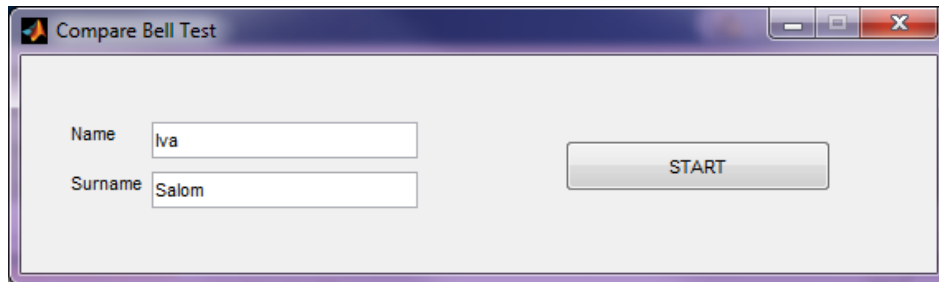 Compare Bell Test
Name
Iva
START
Surname
Salom